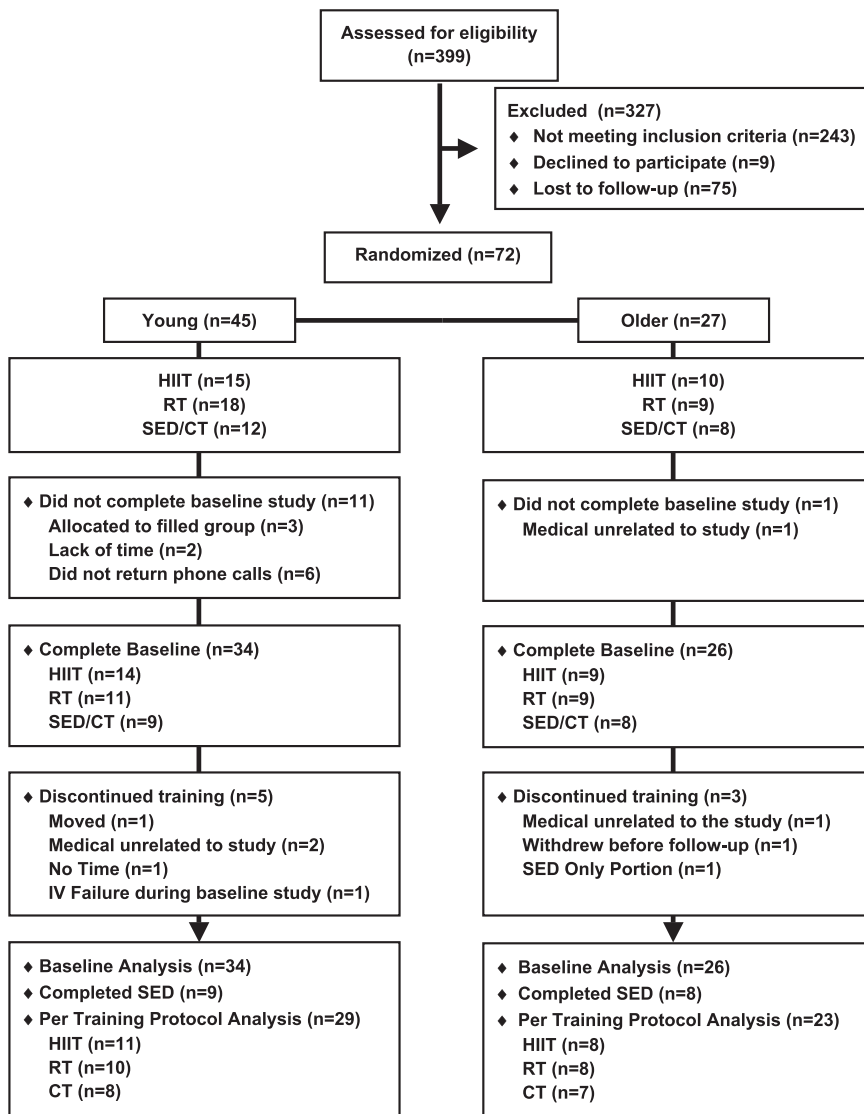 Assessed for eligibility
(n=399)
Excluded (n=327)
♦ Not meeting inclusion criteria (n=243)
♦ Declined to participate (n=9)
♦ Lost to follow-up (n=75)
Randomized (n=72)
Young (n=45)
Older (n=27)
HIIT (n=15)
RT (n=18)
SED/CT (n=12)
HIIT (n=10)
RT (n=9)
SED/CT (n=8)
♦ Did not complete baseline study (n=11)
Allocated to filled group (n=3)
Lack of time (n=2)
Did not return phone calls (n=6)
♦ Did not complete baseline study (n=1)
Medical unrelated to study (n=1)
♦ Complete Baseline (n=34)
HIIT (n=14)
RT (n=11)
SED/CT (n=9)
♦ Complete Baseline (n=26)
HIIT (n=9)
RT (n=9)
SED/CT (n=8)
♦ Discontinued training (n=5)
Moved (n=1)
Medical unrelated to study (n=2)
No Time (n=1)
IV Failure during baseline study (n=1)
♦ Discontinued training (n=3)
Medical unrelated to the study (n=1)
Withdrew before follow-up (n=1)
SED Only Portion (n=1)
♦ Baseline Analysis (n=34)
♦ Completed SED (n=9)
♦ Per Training Protocol Analysis (n=29)
HIIT (n=11)
RT (n=10)
CT (n=8)
♦ Baseline Analysis (n=26)
♦ Completed SED (n=8)
♦ Per Training Protocol Analysis (n=23)
HIIT (n=8)
RT (n=8)
CT (n=7)